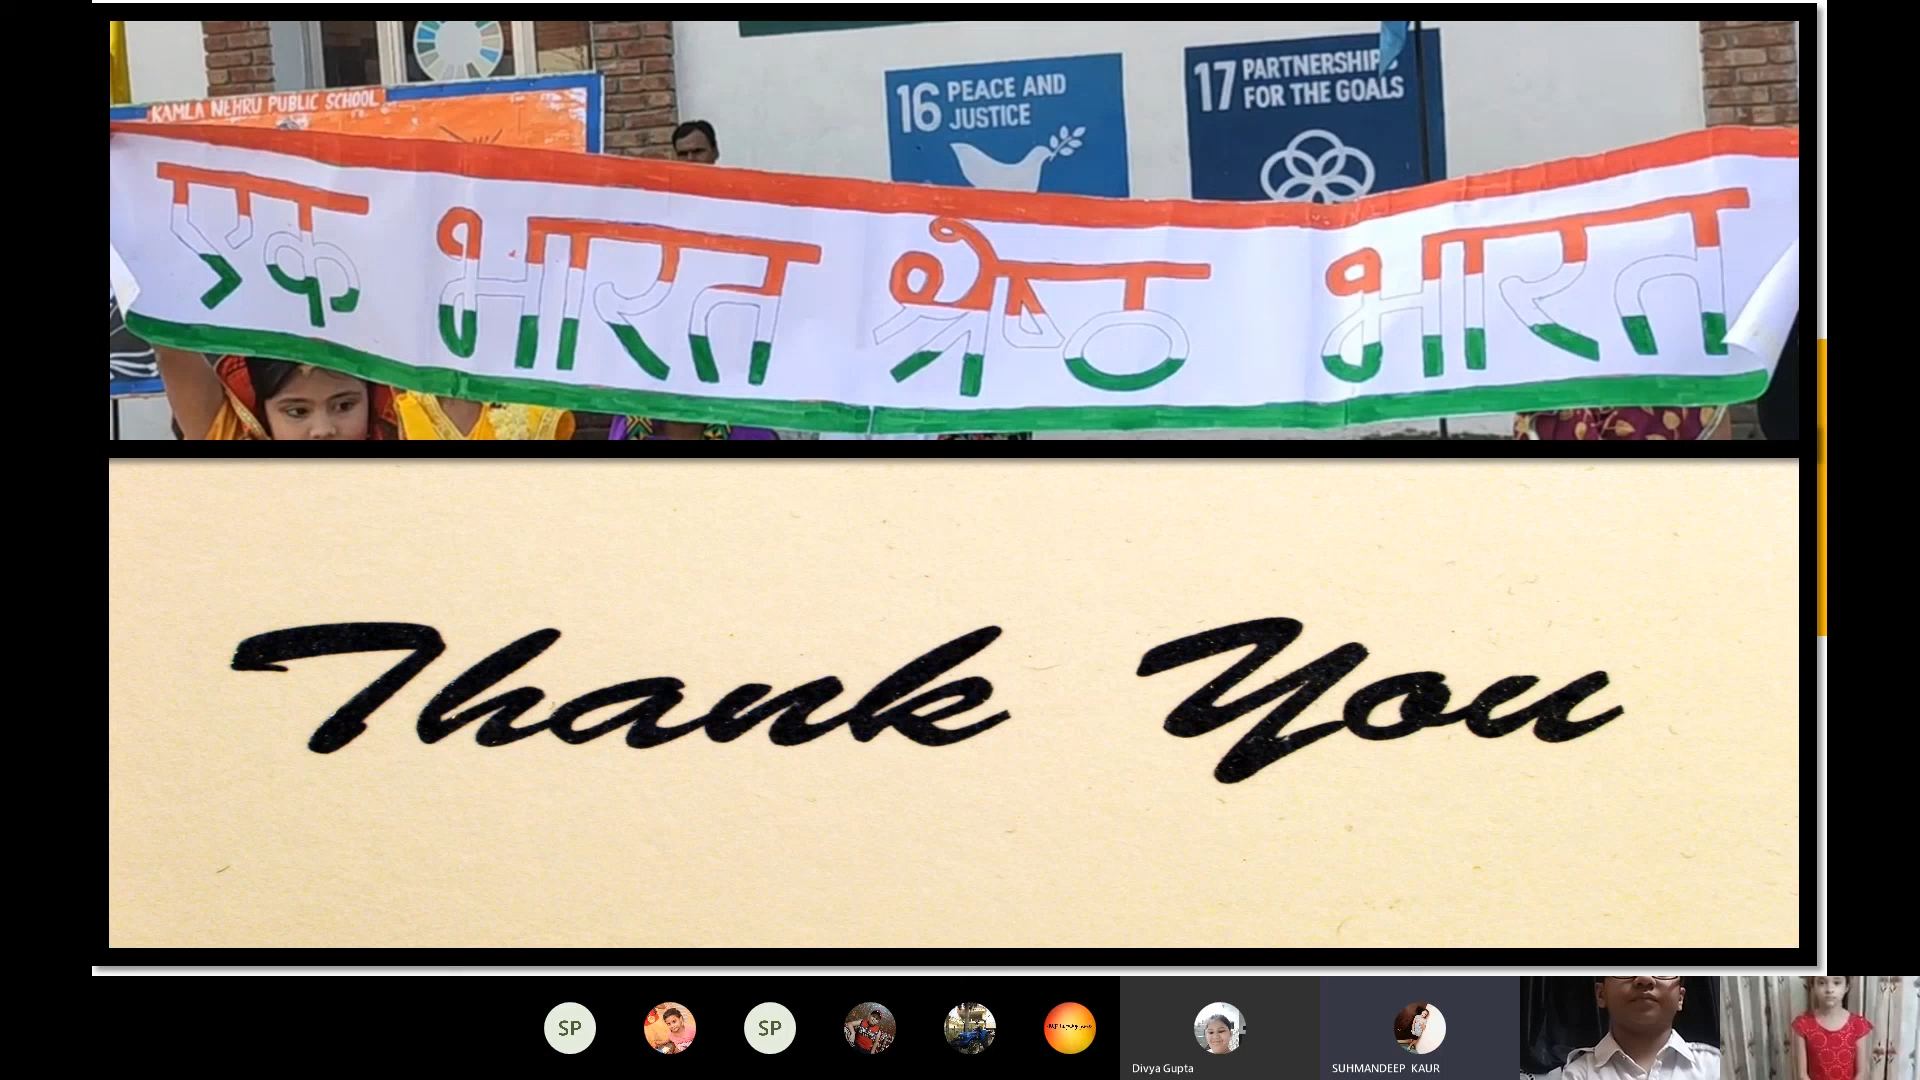 KAMLA NEHRU PUBLIC SCHOOL
16 PEACE AND
JUSTICE
17 PARTNERSHIPS
FOR THE GOALS
एक भारत श्रेष्ठ भारत
Thank You
SP
SP
Divya Gupta
SUHMANDEEP KAUR